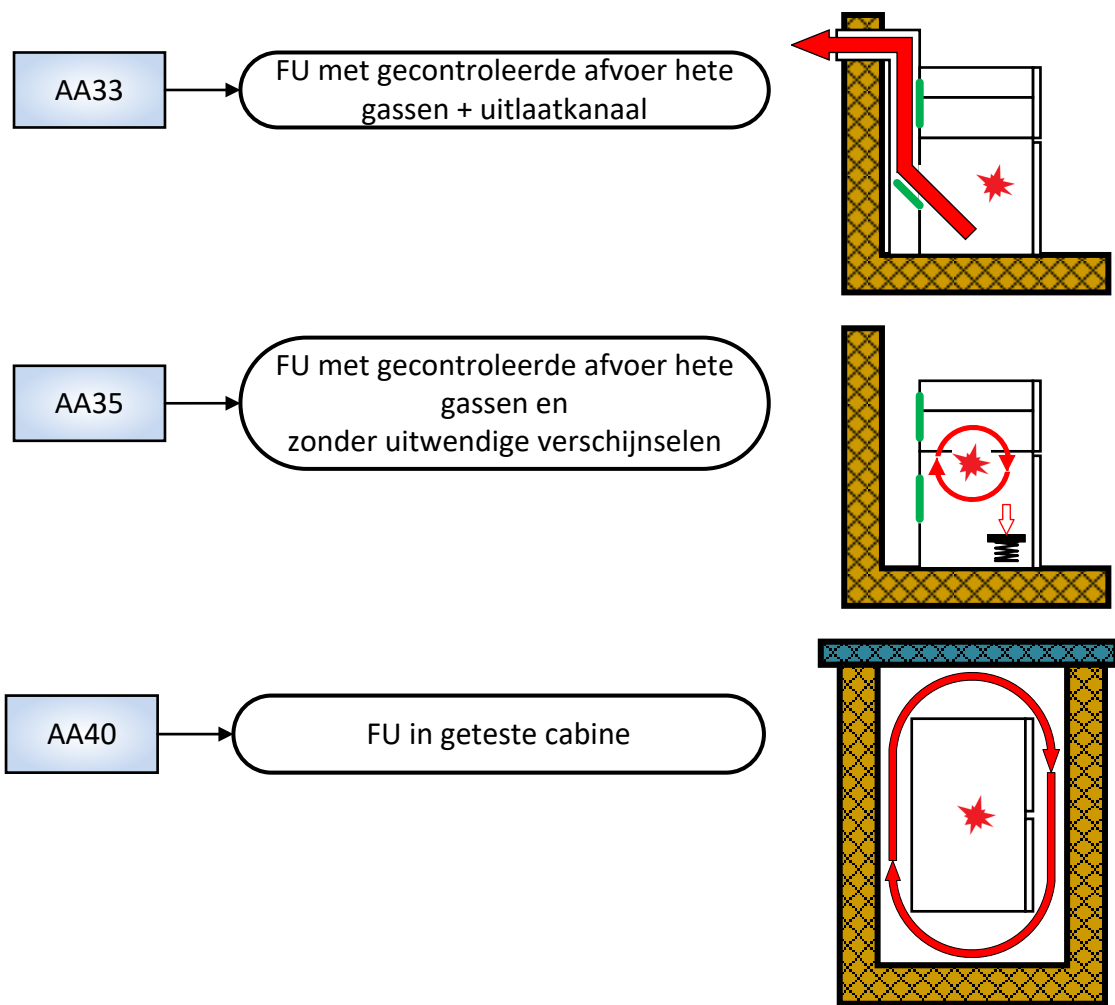 AA33
FU met gecontroleerde afvoer hete
gassen + uitlaatkanaal
AA35
FU met gecontroleerde afvoer hete
gassen en
zonder uitwendige verschijnselen
AA40
FU in geteste cabine